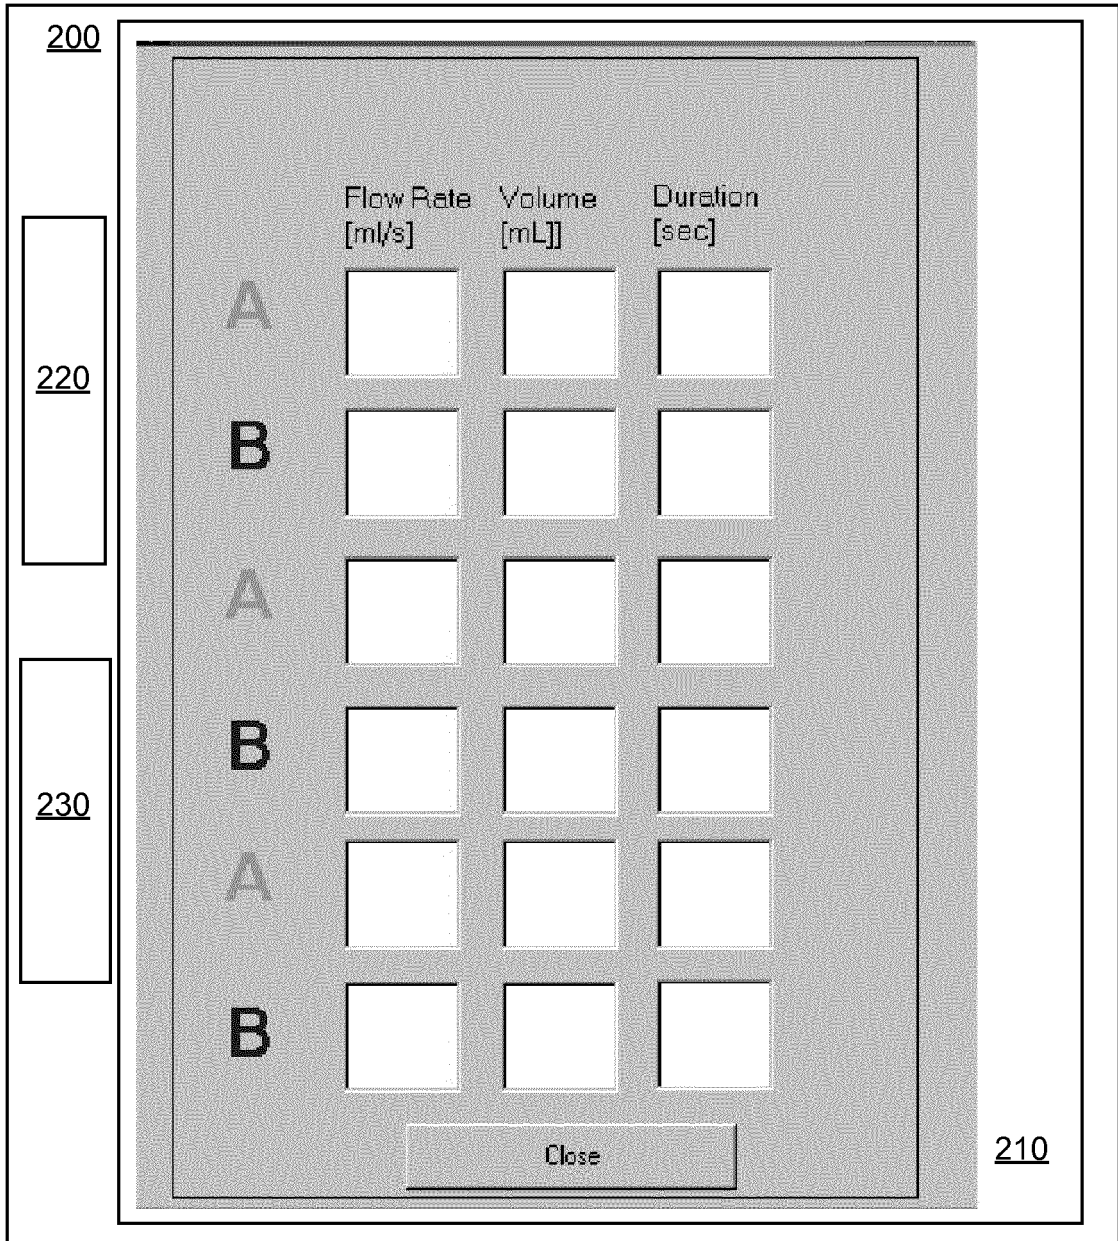 200
Flow Rate Volume Duration
[ml/s] [mL]] [sec]
A
220
B
A
B
230
A
B
Close
210